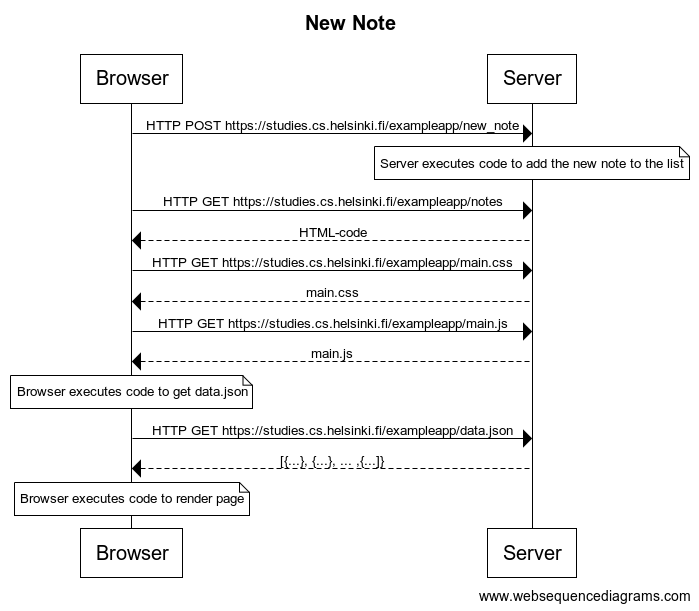 New Note
Browser
Server
HTTP POST https://studies.cs.helsinki.fi/exampleapp/new_note
Server executes code to add the new note to the list
HTTP GET https://studies.cs.helsinki.fi/exampleapp/notes
HTML-code
HTTP GET https://studies.cs.helsinki.fi/exampleapp/main.css
main.css
HTTP GET https://studies.cs.helsinki.fi/exampleapp/main.js
main.js
Browser executes code to get data.json
HTTP GET https://studies.cs.helsinki.fi/exampleapp/data.json
[{...}, {...}, ... ,{...]}
Browser executes code to render page
Browser
Server
www.websequencediagrams.com